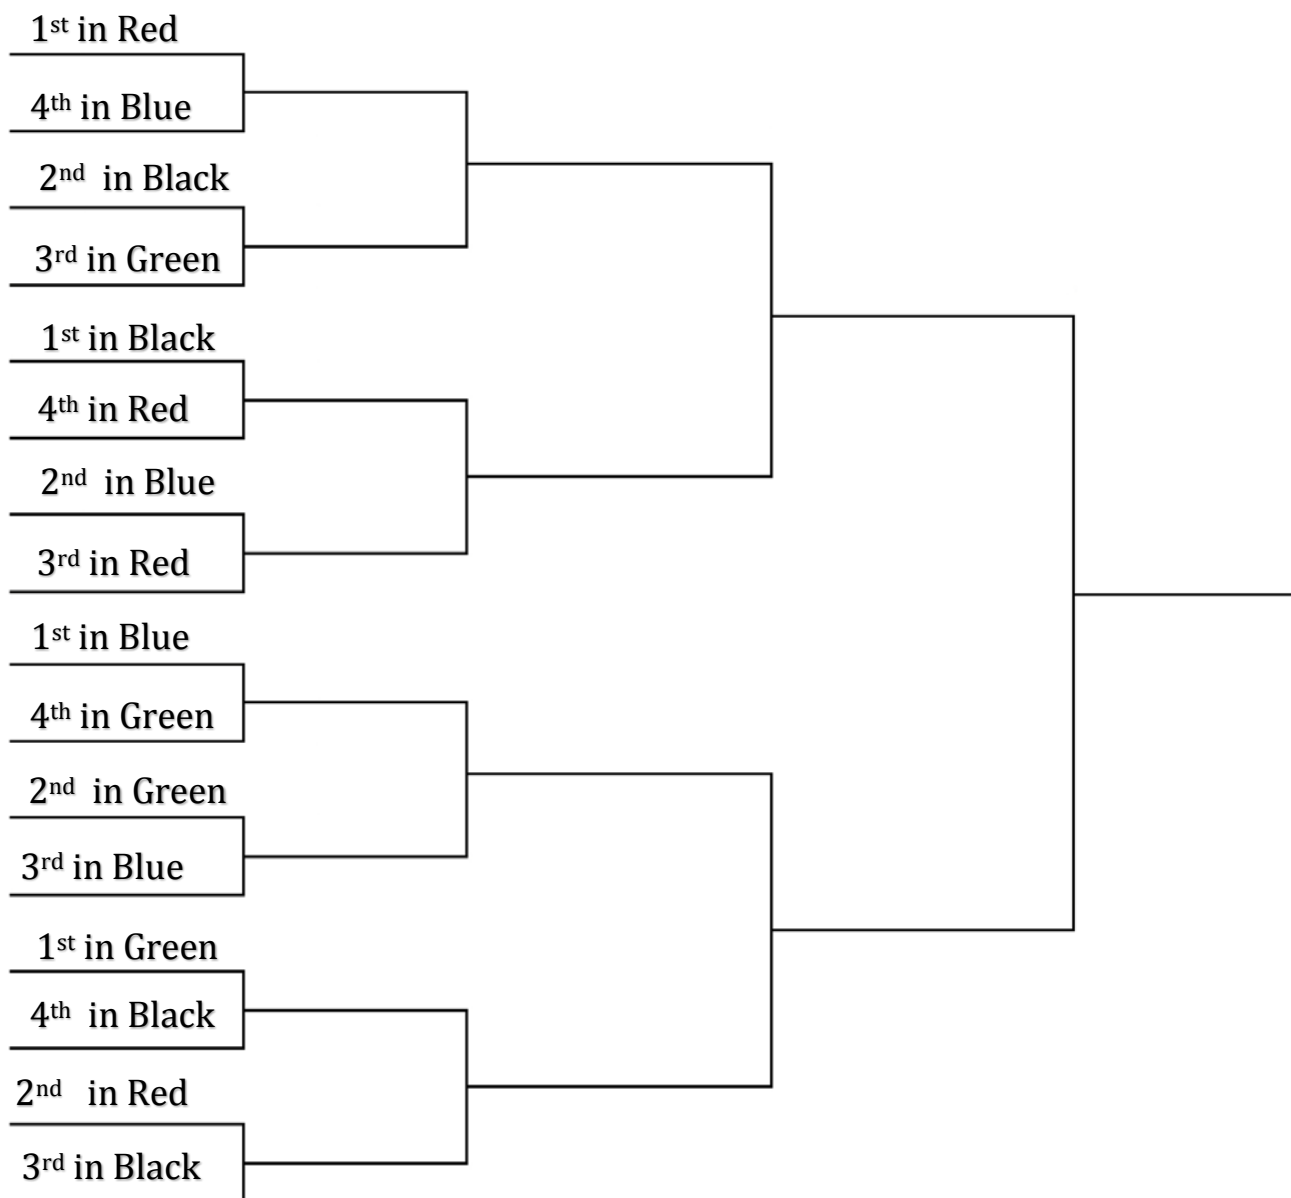 1st in Red
4th in Blue
2nd in Black
3rd in Green
1st in Black
4th in Red
2nd in Blue
3rd in Red
1st in Blue
4th in Green
2nd in Green
3rd in Blue
1st in Green
4th in Black
2nd in Red
3rd in Black